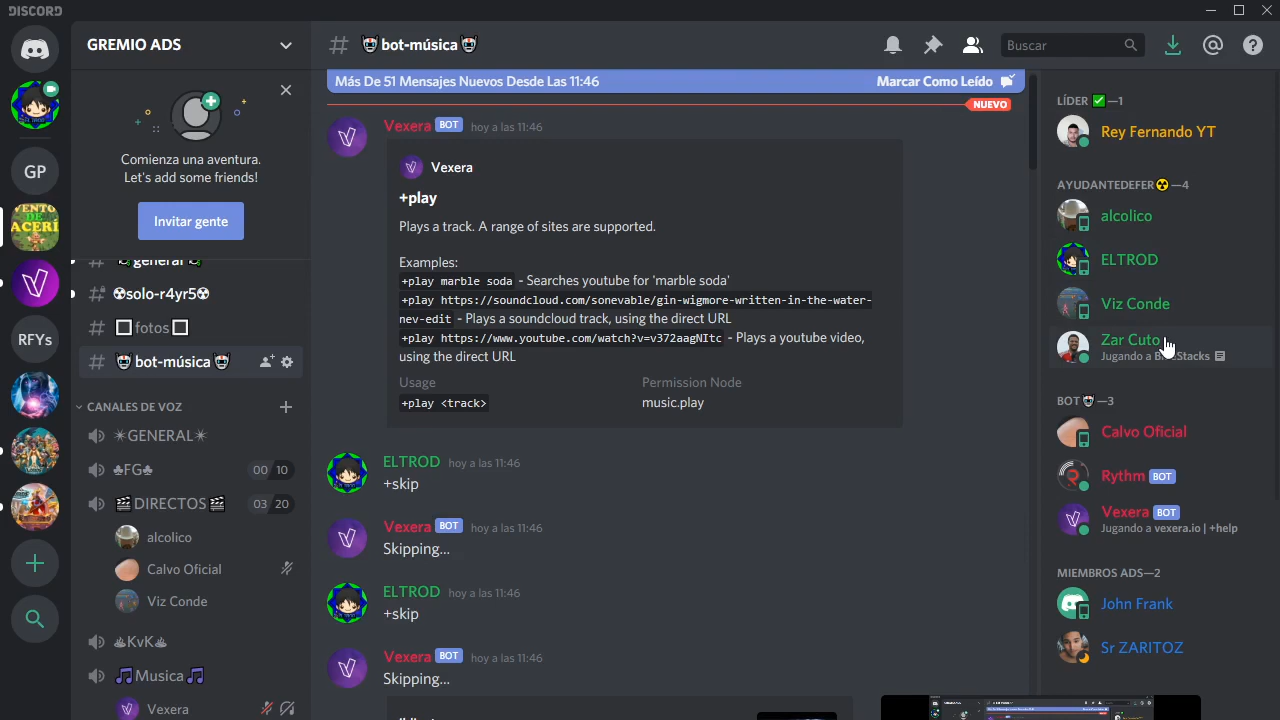 DISCORD
GREMIO ADS
Comienza una aventura.
Let's add some friends!
Invitar gente
general
☢solo-r4yr5☢
🔲fotos🔲
🤖bot-música🤖
CANALES DE VOZ
✴GENERAL✴
♣FG♣
00 10
🎬DIRECTOS🎬
03 20
alcolico
Calvo Oficial
Viz Conde
♨KvK♨
🎵Musica🎵
Vexera
GP
VENTO
DE
ACERÍ
RFYs
# 🤖bot-música🤖
Buscar
Más De 51 Mensajes Nuevos Desde Las 11:46
Marcar Como Leído
NUEVO
Vexera BOT hoy a las 11:46
Vexera
+play
Plays a track. A range of sites are supported.
Examples:
+play marble soda - Searches youtube for 'marble soda'
+play https://soundcloud.com/sonevable/gin-wigmore-written-in-the-water-
nev-edit - Plays a soundcloud track, using the direct URL
+play https://www.youtube.com/watch?v=v372aagNItc - Plays a youtube video,
using the direct URL
Usage
Permission Node
+play <track>
music.play
ELTROD hoy a las 11:46
+skip
Vexera BOT hoy a las 11:46
Skipping...
ELTROD hoy a las 11:46
+skip
Vexera BOT hoy a las 11:46
Skipping...
LÍDER ✅—1
Rey Fernando YT
AYUDANTEDEFER☢—4
alcolico
ELTROD
Viz Conde
Zar Cuto
Jugando a Stacks
BOT🤖—3
Calvo Oficial
Rythm BOT
Vexera BOT
Jugando a vexera.io | +help
MIEMBROS ADS—2
John Frank
Sr ZARITOZ